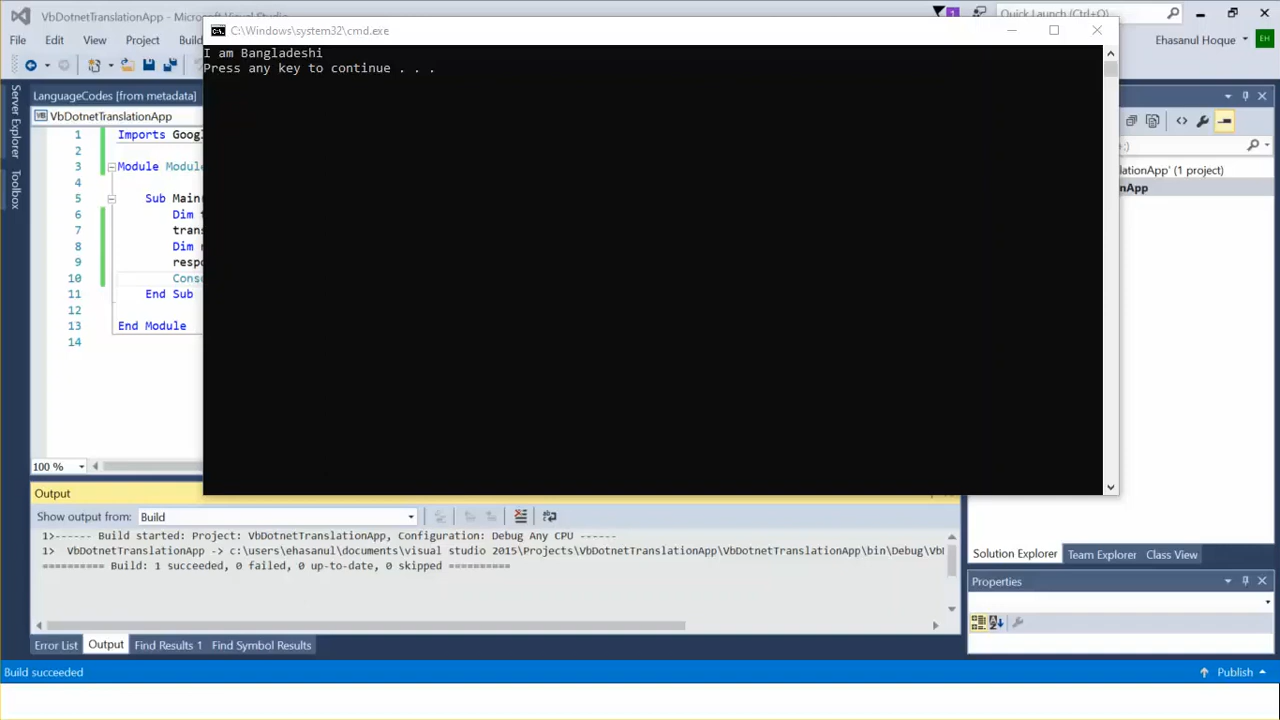 VbDotnetTranslationApp - Microsoft Visual Studio
1
Quick Launch (Ctrl+Q)
C:\Windows\system32\cmd.exe
File Edit View Project
Ehasanul Hoque EH
I am Bangladeshi
Press any key to continue . . .
LanguageCodes [from metadata]
VbDotnetTranslationApp
Server Explorer
Toolbox
1 Imports Goog
2
3 Module Module
4
5 Sub Main
6 Dim
7 trans
8 Dim
9 respo
10 Conso
11 End Sub
12
13 End Module
14
:)
lationApp' (1 project)
nApp
100 %
Output
Show output from: Build
1>------ Build started: Project: VbDotnetTranslationApp, Configuration: Debug Any CPU ------
1> VbDotnetTranslationApp -> c:\users\ehasanul\documents\visual studio 2015\Projects\VbDotnetTranslationApp\VbDotnetTranslationApp\bin\Debug\VbD
========== Build: 1 succeeded, 0 failed, 0 up-to-date, 0 skipped ==========
Error List Output Find Results 1 Find Symbol Results
Solution Explorer Team Explorer Class View
Properties
Build succeeded
Publish